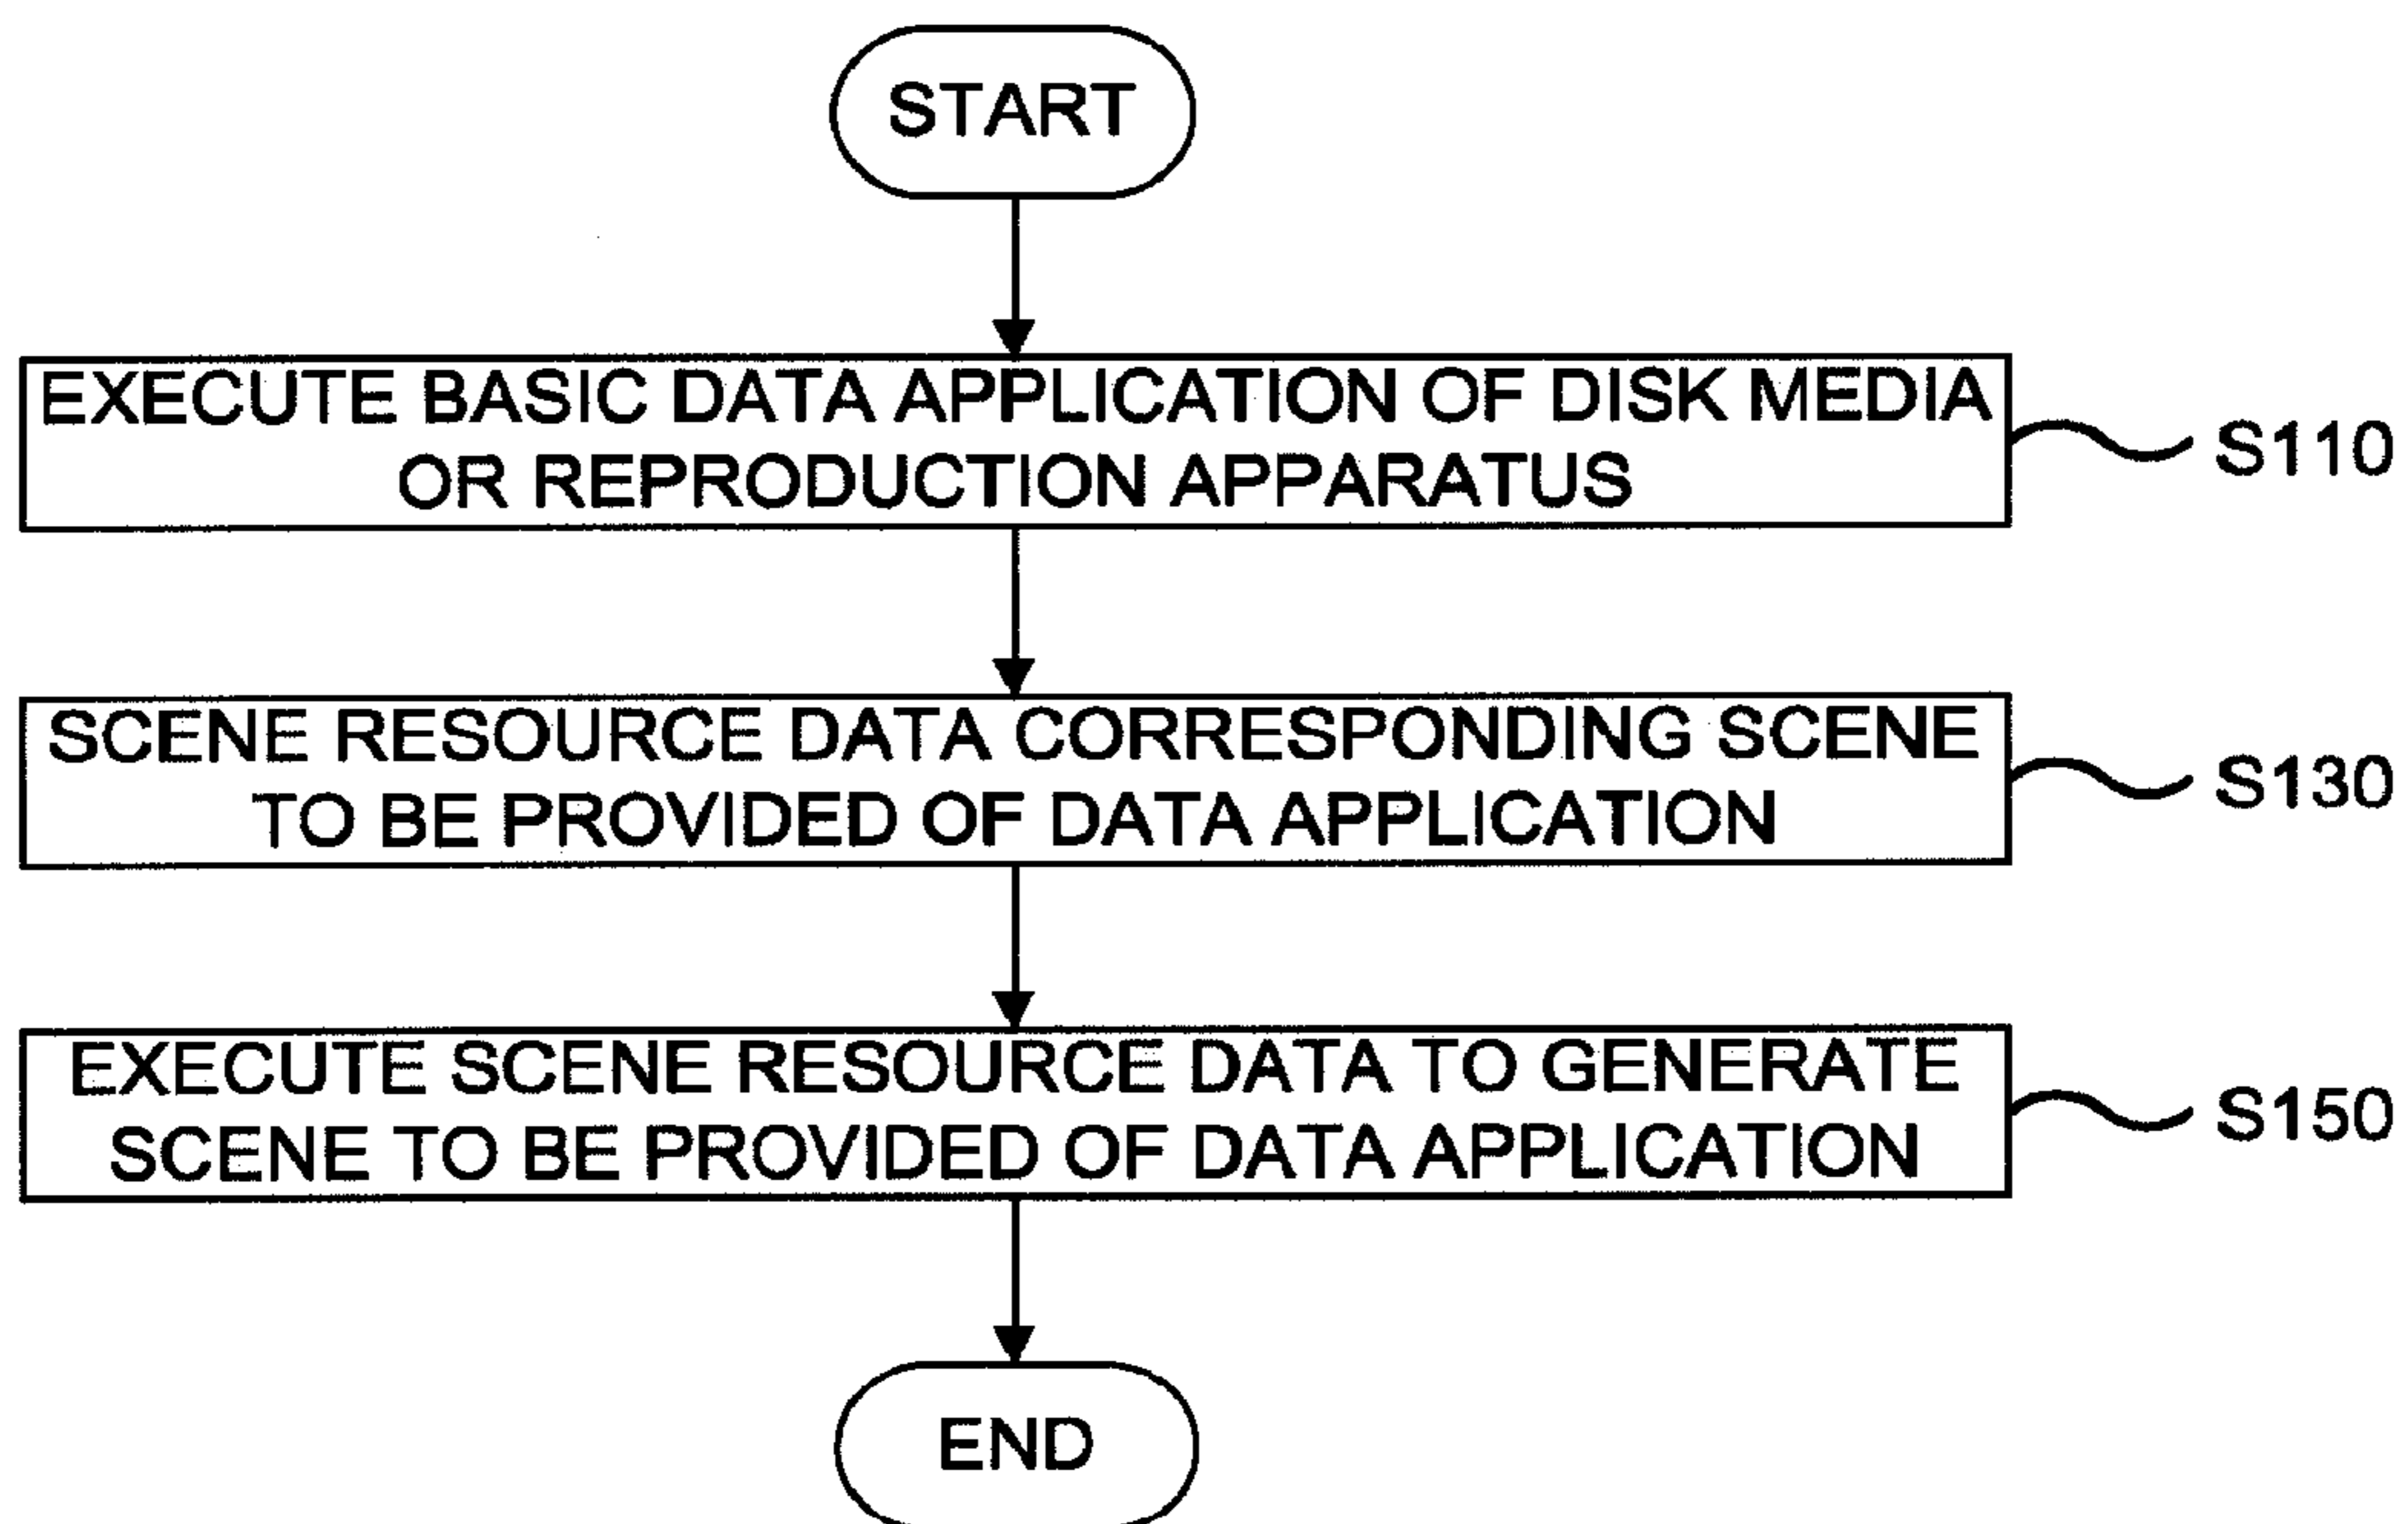 START
EXECUTE BASIC DATA APPLICATION OF DISK MEDIA
OR REPRODUCTION APPARATUS
S110
SCENE RESOURCE DATA CORRESPONDING SCENE
TO BE PROVIDED OF DATA APPLICATION
S130
EXECUTE SCENE RESOURCE DATA TO GENERATE
SCENE TO BE PROVIDED OF DATA APPLICATION
S150
END